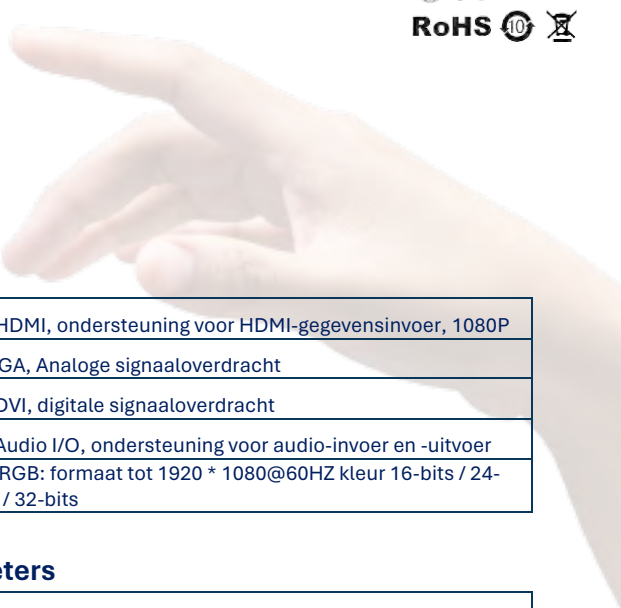 RoHS 10
HDMI, ondersteuning voor HDMI-gegevensinvoer, 1080P
GA, Analoge signaaloverdracht
DVI, digitale signaaloverdracht
Audio I/O, ondersteuning voor audio-invoer en -uitvoer
RGB: formaat tot 1920 * 1080@60HZ kleur 16-bits / 24-
/ 32-bits
eters